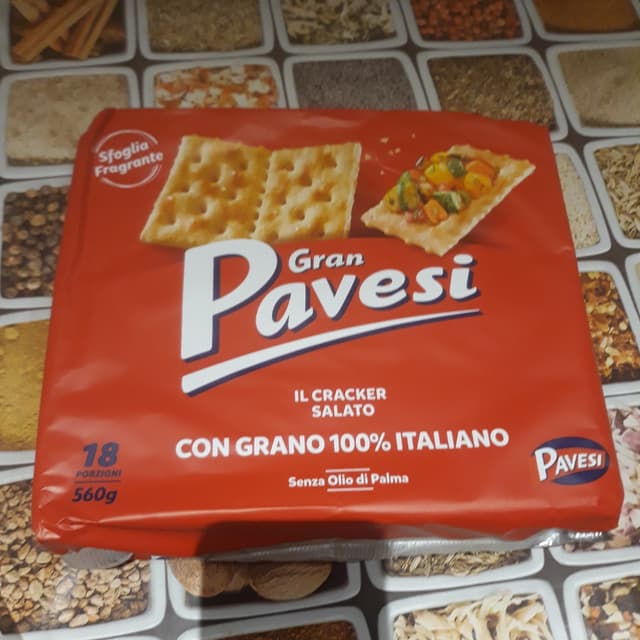 Sfoglia
Fragrante
Gran
Pavesi
IL CRACKER
SALATO
CON GRANO 100% ITALIANO
Senza Olio di Palma
18
PORZIONI
560g
PAVESI